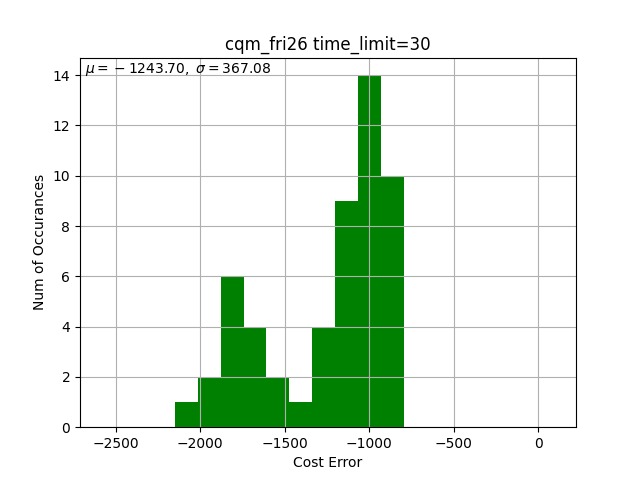 cqm_fri26 time_limit=30
μ = −1243.70, σ = 367.08
14
12
10
8
6
4
2
0
Num of Occurances
−2500 −2000 −1500 −1000 −500 0
Cost Error